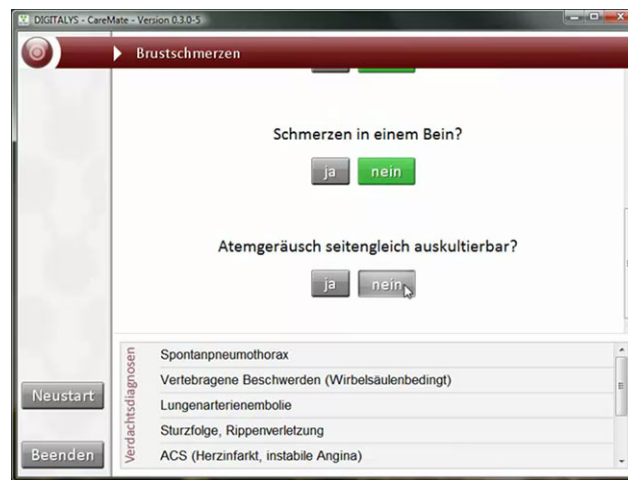 DIGITALYS - CareMate - Version 0.3.0-5
Brustschmerzen
Schmerzen in einem Bein?
ja nein
Atemgeräusch seitengleich auskultierbar?
ja nein
Verdachtsdiagnosen
Spontanpneumothorax
Vertebragene Beschwerden (Wirbelsäulenbedingt)
Lungenarterienembolie
Sturzfolge, Rippenverletzung
ACS (Herzinfarkt, instabile Angina)
Neustart
Beenden